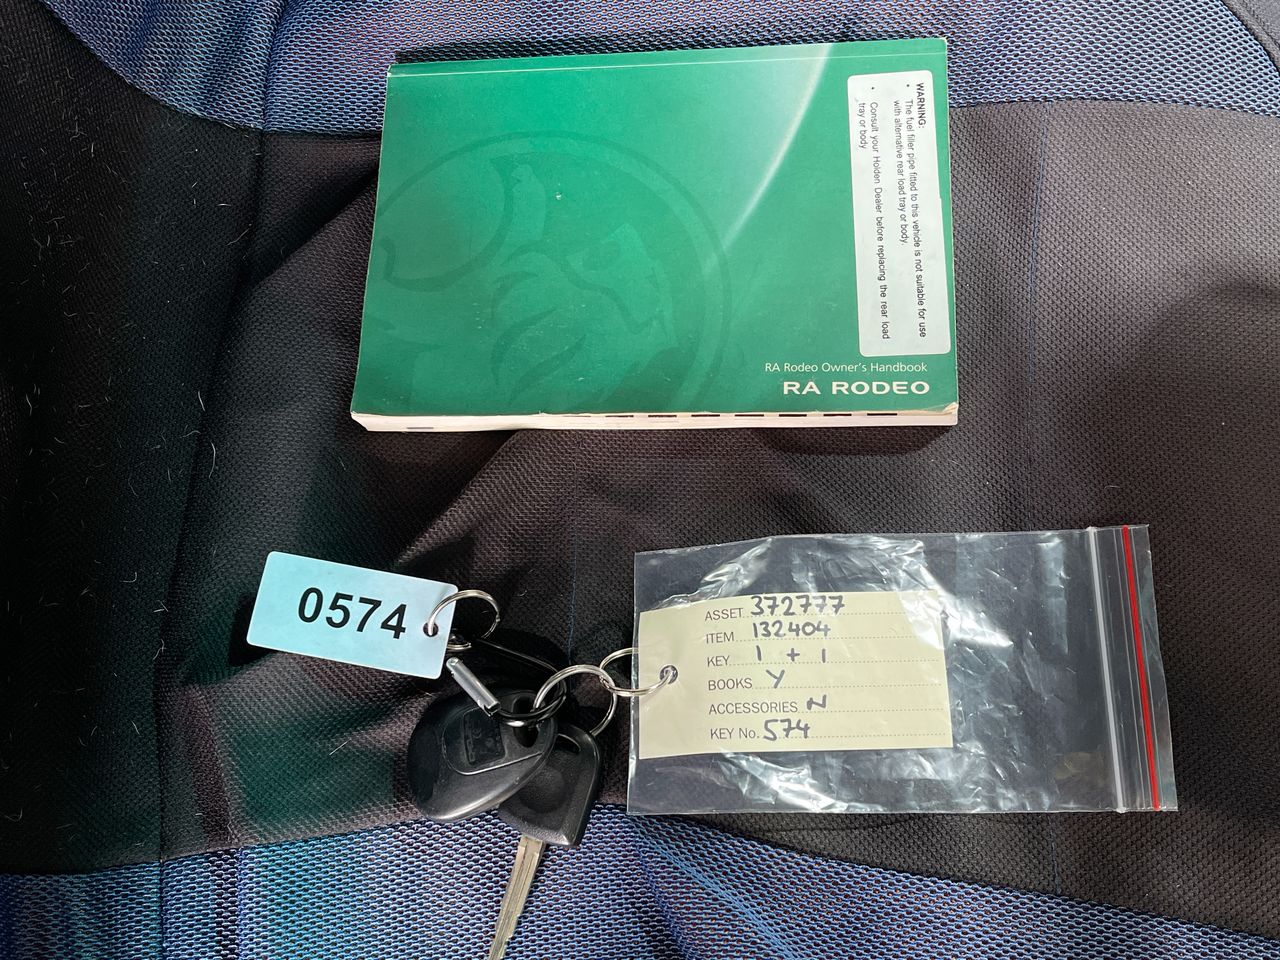 WARNING:
• The fuel filler pipe fitted to this vehicle is not suitable for use
with alternative rear load tray or body.
• Consult your Holden Dealer before replacing the rear load
tray or body
RA Rodeo Owner's Handbook
RA RODEO
0574
ASSET 372777
ITEM 132404
KEY 1 + 1
BOOKS Y
ACCESSORIES N
KEY No. 574